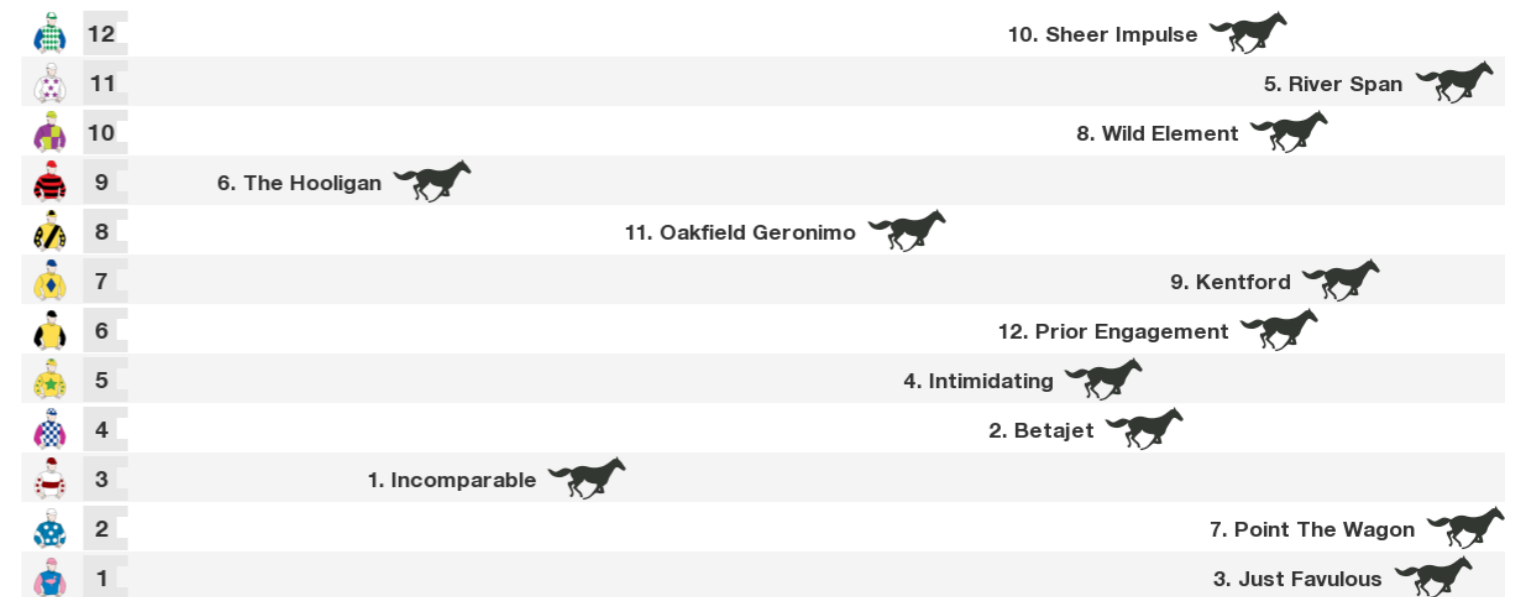 12 10. Sheer Impulse
11 5. River Span
10 8. Wild Element
9 6. The Hooligan
8 11. Oakfield Geronimo
7 9. Kentford
6 12. Prior Engagement
5 4. Intimidating
4 2. Betajet
3 1. Incomparable
2 7. Point The Wagon
1 3. Just Favulous